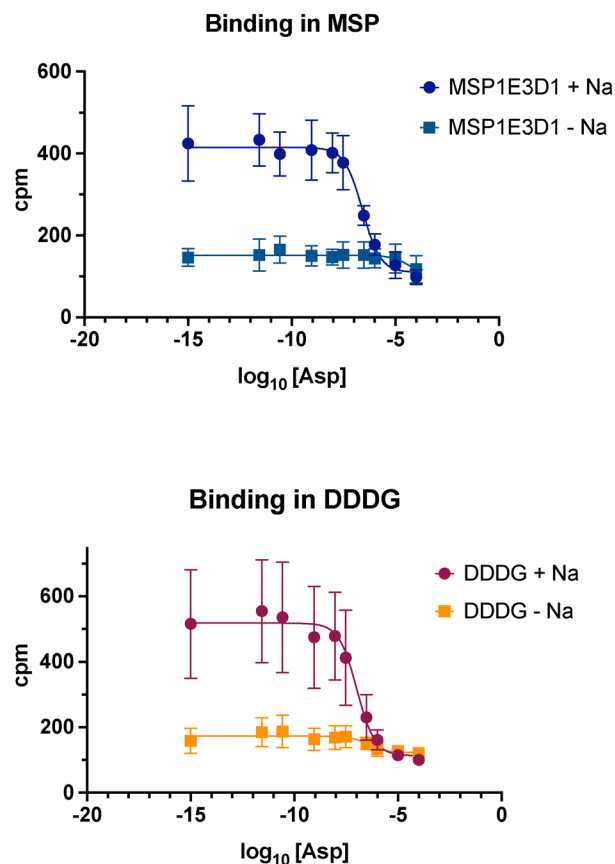 Binding in MSP
600
400
200
0
cpm
-20 -15 -10 -5 0
log₁₀ [Asp]
MSP1E3D1 + Na
MSP1E3D1 - Na
Binding in DDDG
600
400
200
0
cpm
-20 -15 -10 -5 0
log₁₀ [Asp]
DDDG + Na
DDDG - Na